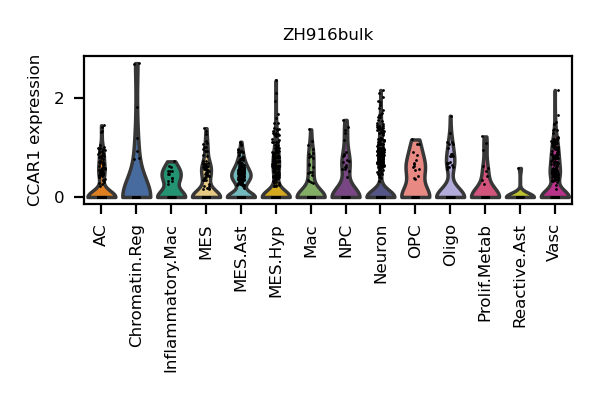 ZH916bulk
CCAR1 expression
2
0
AC
Chromatin.Reg
Inflammatory.Mac
MES
MES.Ast
MES.Hyp
Mac
NPC
Neuron
OPC
Oligo
Prolif.Metab
Reactive.Ast
Vasc